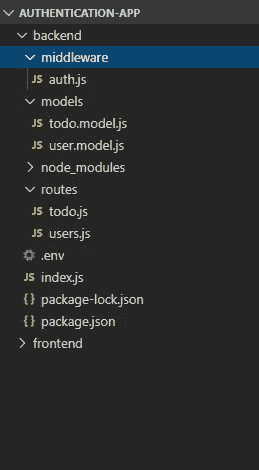 AUTHENTICATION-APP
backend
middleware
JS auth.js
models
JS todo.model.js
JS user.model.js
node_modules
routes
JS todo.js
JS users.js
.env
JS index.js
{} package-lock.json
{} package.json
frontend